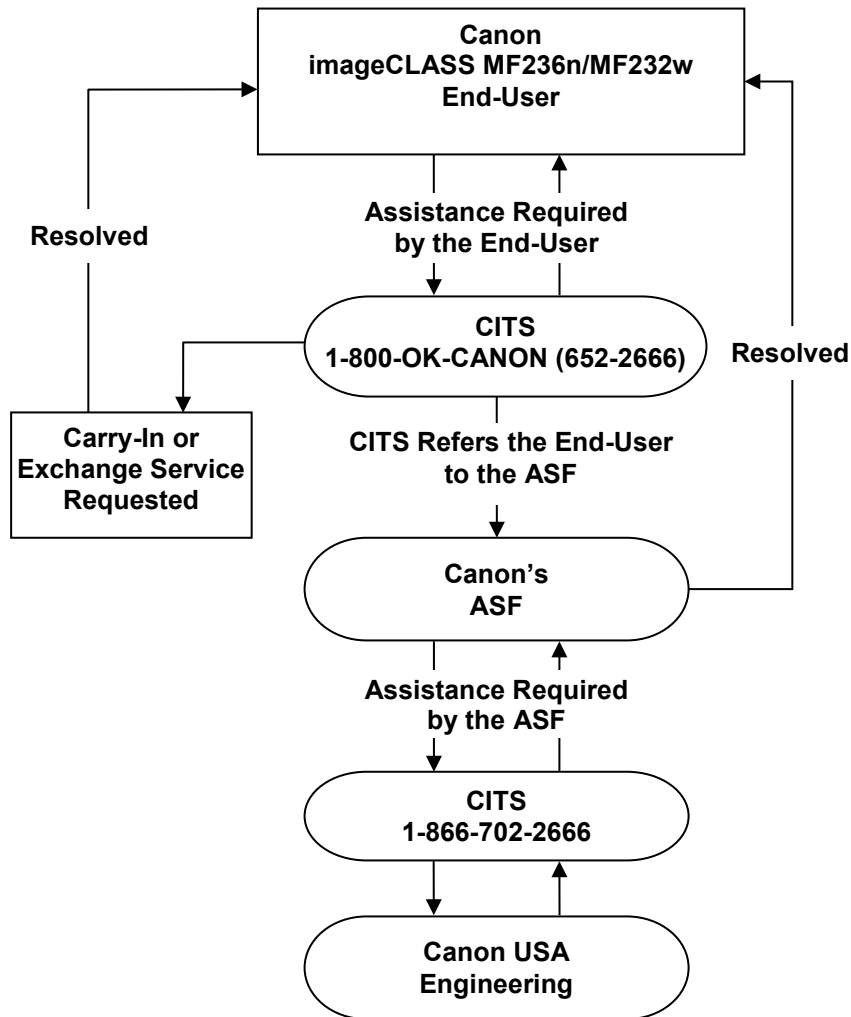 Canon
imageCLASS MF236n/MF232w
End-User
Assistance Required
by the End-User
Resolved
CITS
1-800-OK-CANON (652-2666)
Resolved
Carry-In or
Exchange Service
Requested
CITS Refers the End-User
to the ASF
Canon’s
ASF
Assistance Required
by the ASF
CITS
1-866-702-2666
Canon USA
Engineering